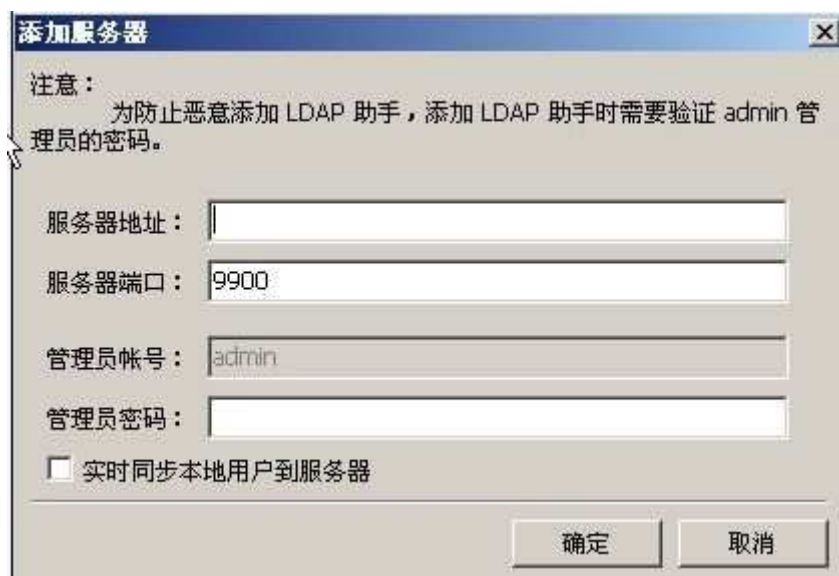 添加服务器
注意：
为防止恶意添加 LDAP 助手，添加 LDAP 助手时需要验证 admin 管
理员的密码。
服务器地址：
服务器端口： 9900
管理员帐号： admin
管理员密码：
实时同步本地用户到服务器
确定 取消